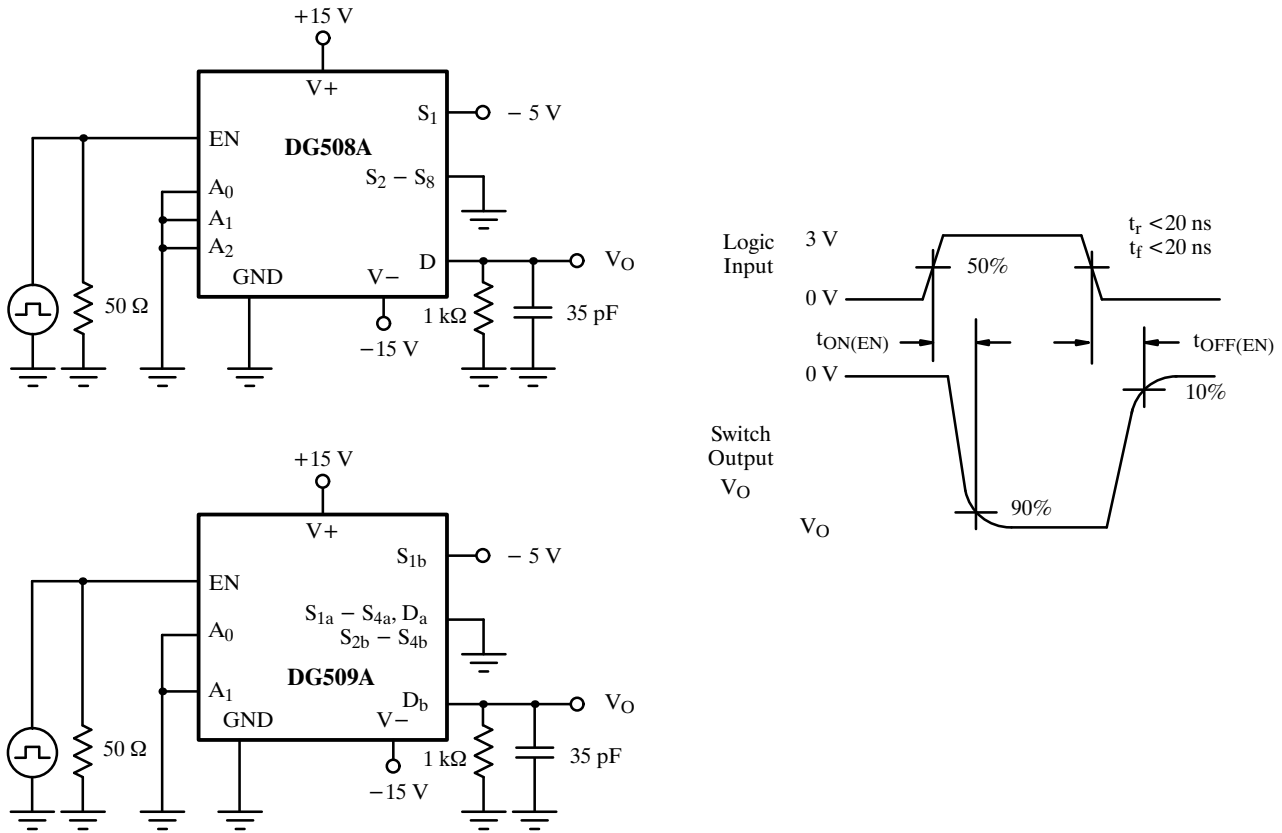 +15 V
V+
S1
− 5 V
EN
DG508A
S2 − S8
A0
A1
A2
D
VO
GND
V−
50 Ω
1 kΩ
35 pF
−15 V
+15 V
V+
S1b
− 5 V
EN
S1a − S4a, Da
S2b − S4b
A0
DG509A
A1
Db
VO
GND
V−
50 Ω
1 kΩ
35 pF
−15 V
Logic
Input
3 V
50%
0 V
tr <20 ns
tf <20 ns
tON(EN)
tOFF(EN)
0 V
10%
Switch
Output
VO
90%
VO